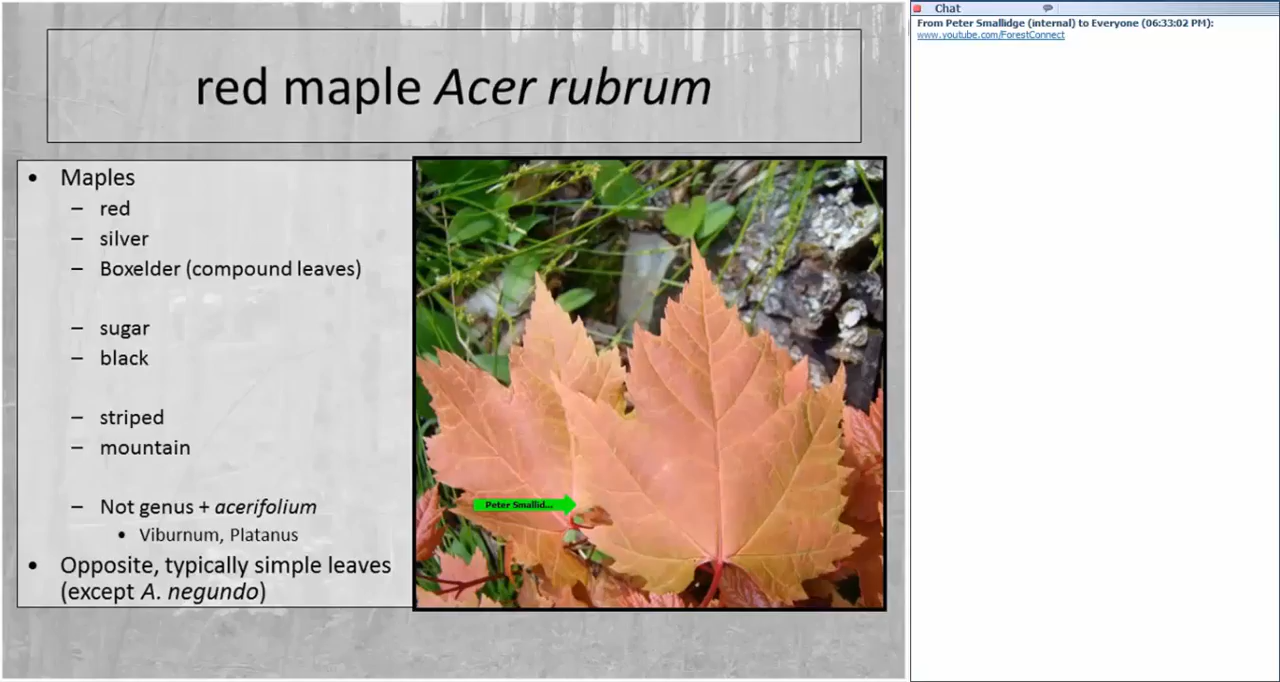 red maple Acer rubrum
• Maples
– red
– silver
– Boxelder (compound leaves)
– sugar
– black
– striped
– mountain
– Not genus + acerifolium
• Viburnum, Platanus
• Opposite, typically simple leaves
(except A. negundo)
Peter Smallid...
Chat
From Peter Smallidge (internal) to Everyone (06:33:02 PM):
www.youtube.com/ForestConnect